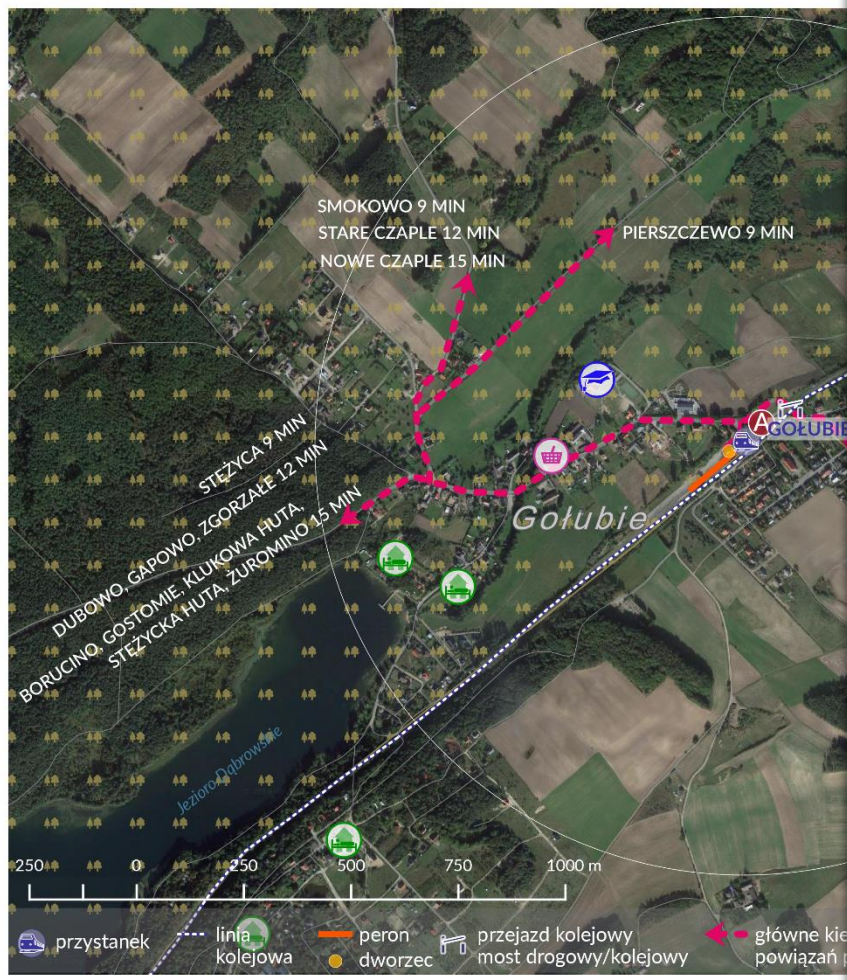 SMOKOWO 9 MIN
STARE CZAPLE 12 MIN
NOWE CZAPLE 15 MIN
PIERSZCZEWO 9 MIN
A
GOŁUBIE
STĘŻYCA 9 MIN
DUBOWO, GAPOWO, ZGORZAŁE 12 MIN
BORUCINO, GOSTOMIE, KLUKOWA HUTA,
STĘŻYCKA HUTA, ŻUROMINO 15 MIN
Gołubie
Jezioro Dąbrowskie
250 0 250 500 750 1000 m
przystanek
linia
kolejowa
peron
dworzec
przejazd kolejowy
most drogowy/kolejowy
główne kie
powiązań p